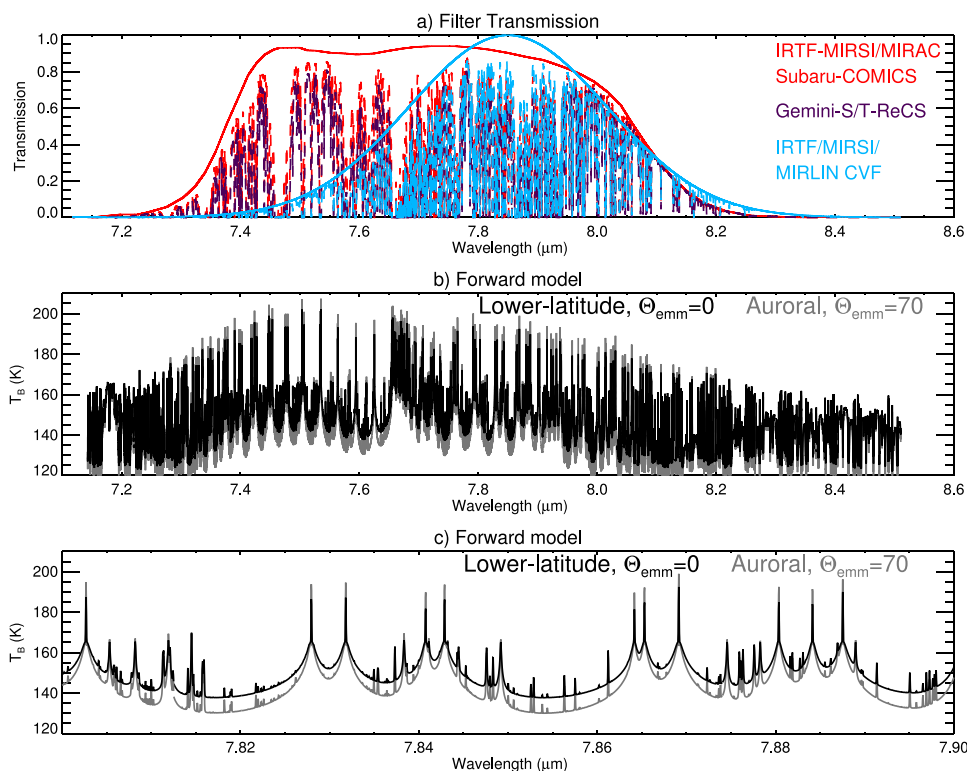 a) Filter Transmission
1.0
0.8
0.6
0.4
0.2
0.0
Transmission
IRTF-MIRSI/MIRAC
Subaru-COMICS
Gemini-S/T-ReCS
IRTF/MIRSI/
MIRLIN CVF
7.2 7.4 7.6 7.8 8.0 8.2 8.4 8.6
Wavelength (μm)
b) Forward model
Lower-latitude, Θemm=0 Auroral, Θemm=70
200
180
160
140
120
TB (K)
7.2 7.4 7.6 7.8 8.0 8.2 8.4 8.6
Wavelength (μm)
c) Forward model
Lower-latitude, Θemm=0 Auroral, Θemm=70
200
180
160
140
120
TB (K)
7.82 7.84 7.86 7.88 7.90
Wavelength (μm)